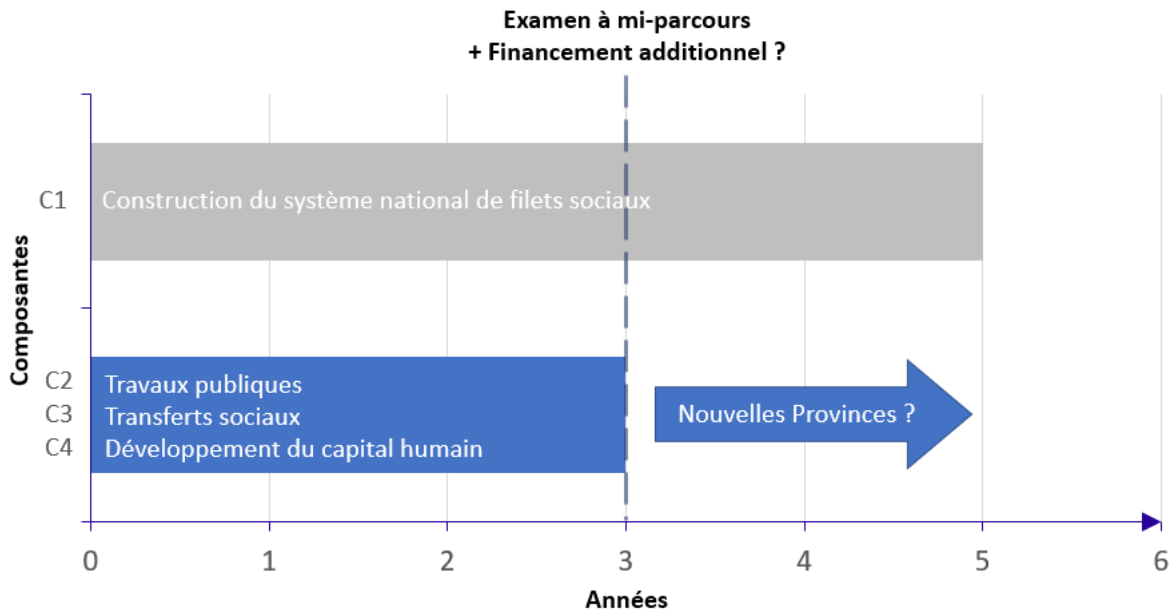 Examen à mi-parcours
+ Financement additionnel ?
Composantes
C1
Construction du système national de filets sociaux
C2
Travaux publiques
C3
Transferts sociaux
C4
Développement du capital humain
Nouvelles Provinces ?
0
1
2
3
4
5
6
Années